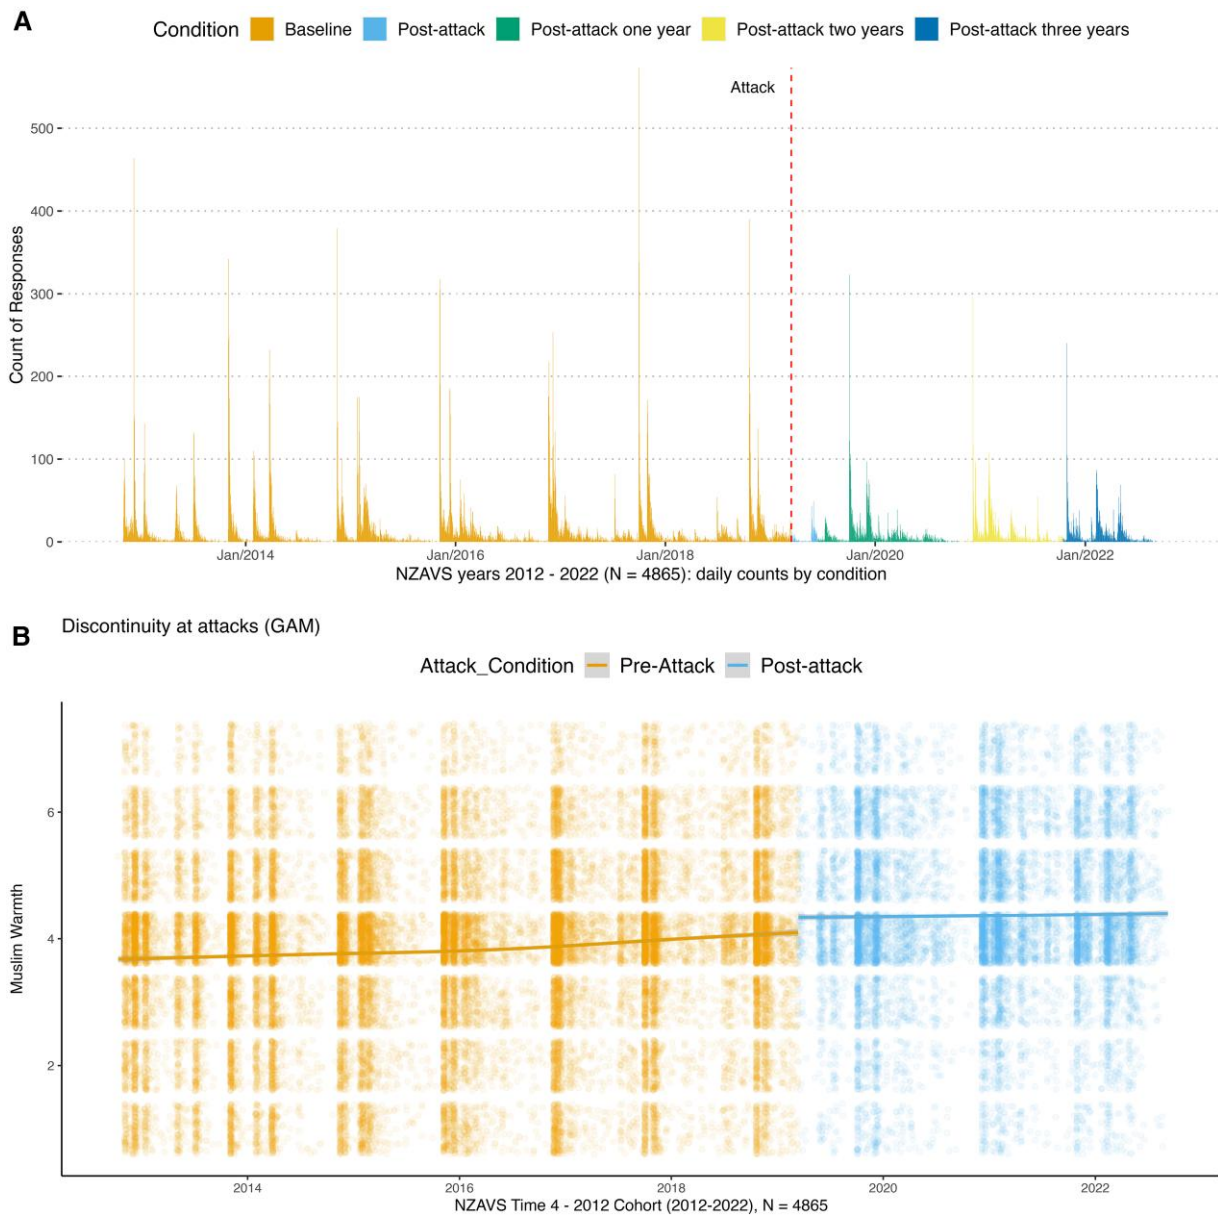 A
Condition Baseline Post-attack Post-attack one year Post-attack two years Post-attack three years
Attack
500
400
300
200
100
0
Count of Responses
Jan/2014 Jan/2016 Jan/2018 Jan/2020 Jan/2022
NZAVS years 2012 - 2022 (N = 4865): daily counts by condition
B
Discontinuity at attacks (GAM)
Attack_Condition Pre-Attack Post-attack
6
4
2
Muslim Warmth
2014 2016 2018 2020 2022
NZAVS Time 4 - 2012 Cohort (2012-2022), N = 4865